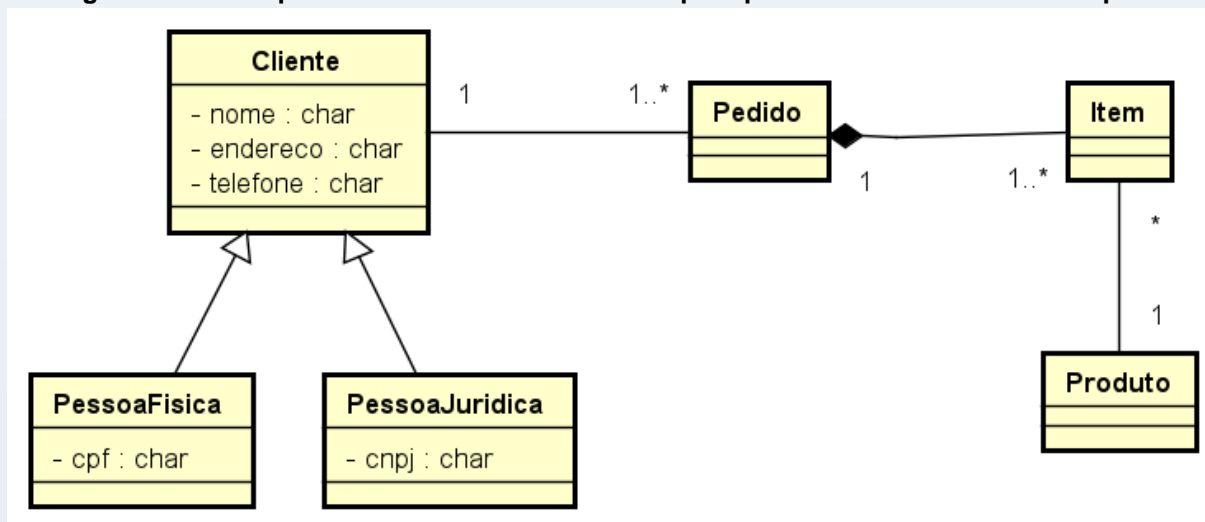 Cliente
- nome : char
- endereco : char
- telefone : char
1
1..*
Pedido
1
1..*
Item
*
1
Produto
PessoaFisica
- cpf : char
PessoaJuridica
- cnpj : char